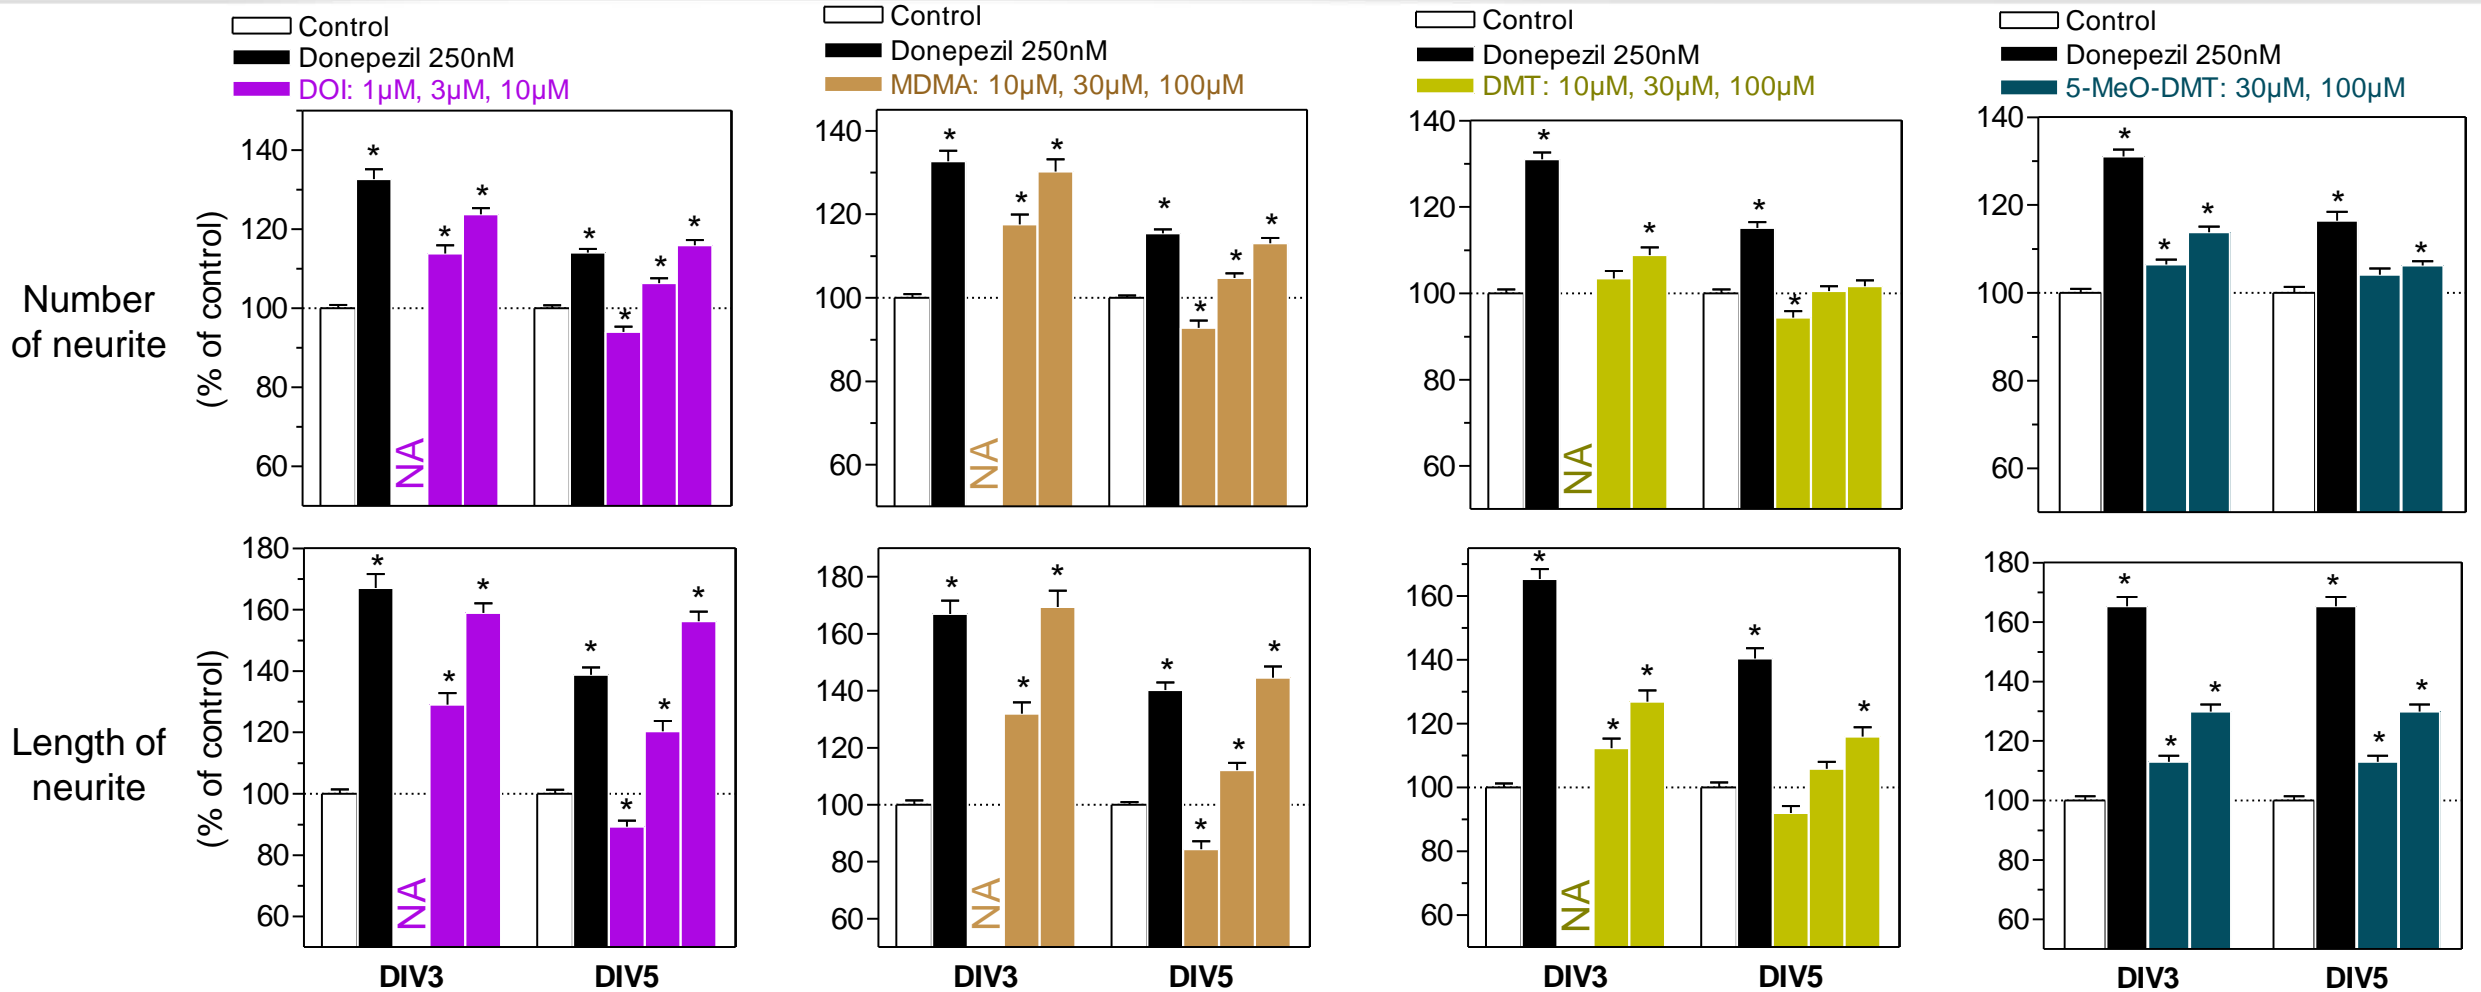 Control
Donepezil 250nM
DOI: 1µM, 3µM, 10µM
Control
Donepezil 250nM
MDMA: 10µM, 30µM, 100µM
Control
Donepezil 250nM
DMT: 10µM, 30µM, 100µM
Control
Donepezil 250nM
5-MeO-DMT: 30µM, 100µM
Number
of neurite
(% of control)
140
120
100
80
60
* * * * * * *
NA
140
120
100
80
60
* * * * * * *
NA
140
120
100
80
60
* * * *
NA
140
120
100
80
60
* * * * *
Length of
neurite
(% of control)
180
160
140
120
100
80
60
* * * * * * *
NA
180
160
140
120
100
80
60
* * * * * * *
NA
160
140
120
100
80
60
* * * * *
NA
180
160
140
120
100
80
60
* * * * * *
DIV3
DIV5
DIV3
DIV5
DIV3
DIV5
DIV3
DIV5